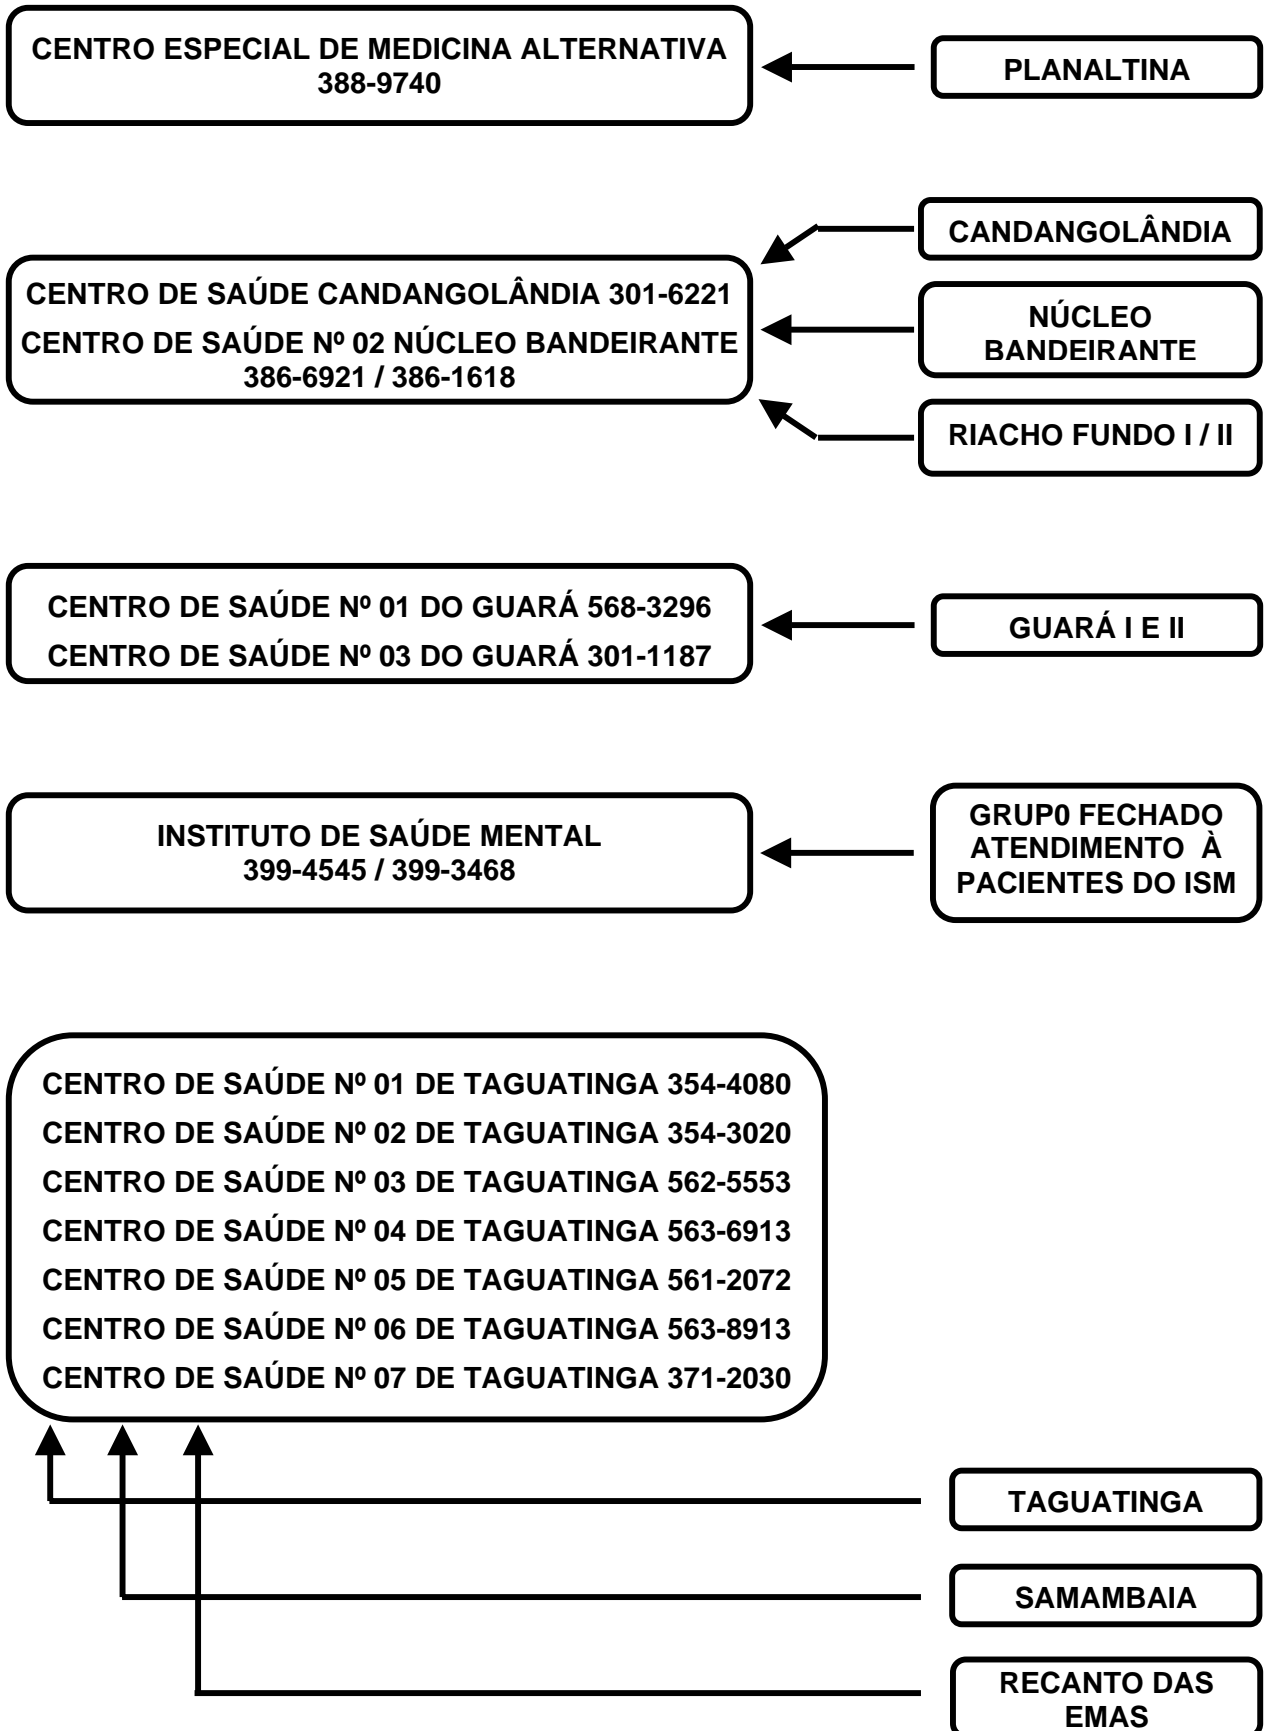 CENTRO ESPECIAL DE MEDICINA ALTERNATIVA
388-9740
PLANALTINA
CANDANGOLÂNDIA
CENTRO DE SAÚDE CANDANGOLÂNDIA 301-6221
CENTRO DE SAÚDE Nº 02 NÚCLEO BANDEIRANTE
386-6921 / 386-1618
NÚCLEO
BANDEIRANTE
RIACHO FUNDO I / II
CENTRO DE SAÚDE Nº 01 DO GUARÁ 568-3296
CENTRO DE SAÚDE Nº 03 DO GUARÁ 301-1187
GUARÁ I E II
INSTITUTO DE SAÚDE MENTAL
399-4545 / 399-3468
GRUP0 FECHADO
ATENDIMENTO À
PACIENTES DO ISM
CENTRO DE SAÚDE Nº 01 DE TAGUATINGA 354-4080
CENTRO DE SAÚDE Nº 02 DE TAGUATINGA 354-3020
CENTRO DE SAÚDE Nº 03 DE TAGUATINGA 562-5553
CENTRO DE SAÚDE Nº 04 DE TAGUATINGA 563-6913
CENTRO DE SAÚDE Nº 05 DE TAGUATINGA 561-2072
CENTRO DE SAÚDE Nº 06 DE TAGUATINGA 563-8913
CENTRO DE SAÚDE Nº 07 DE TAGUATINGA 371-2030
TAGUATINGA
SAMAMBAIA
RECANTO DAS
EMAS